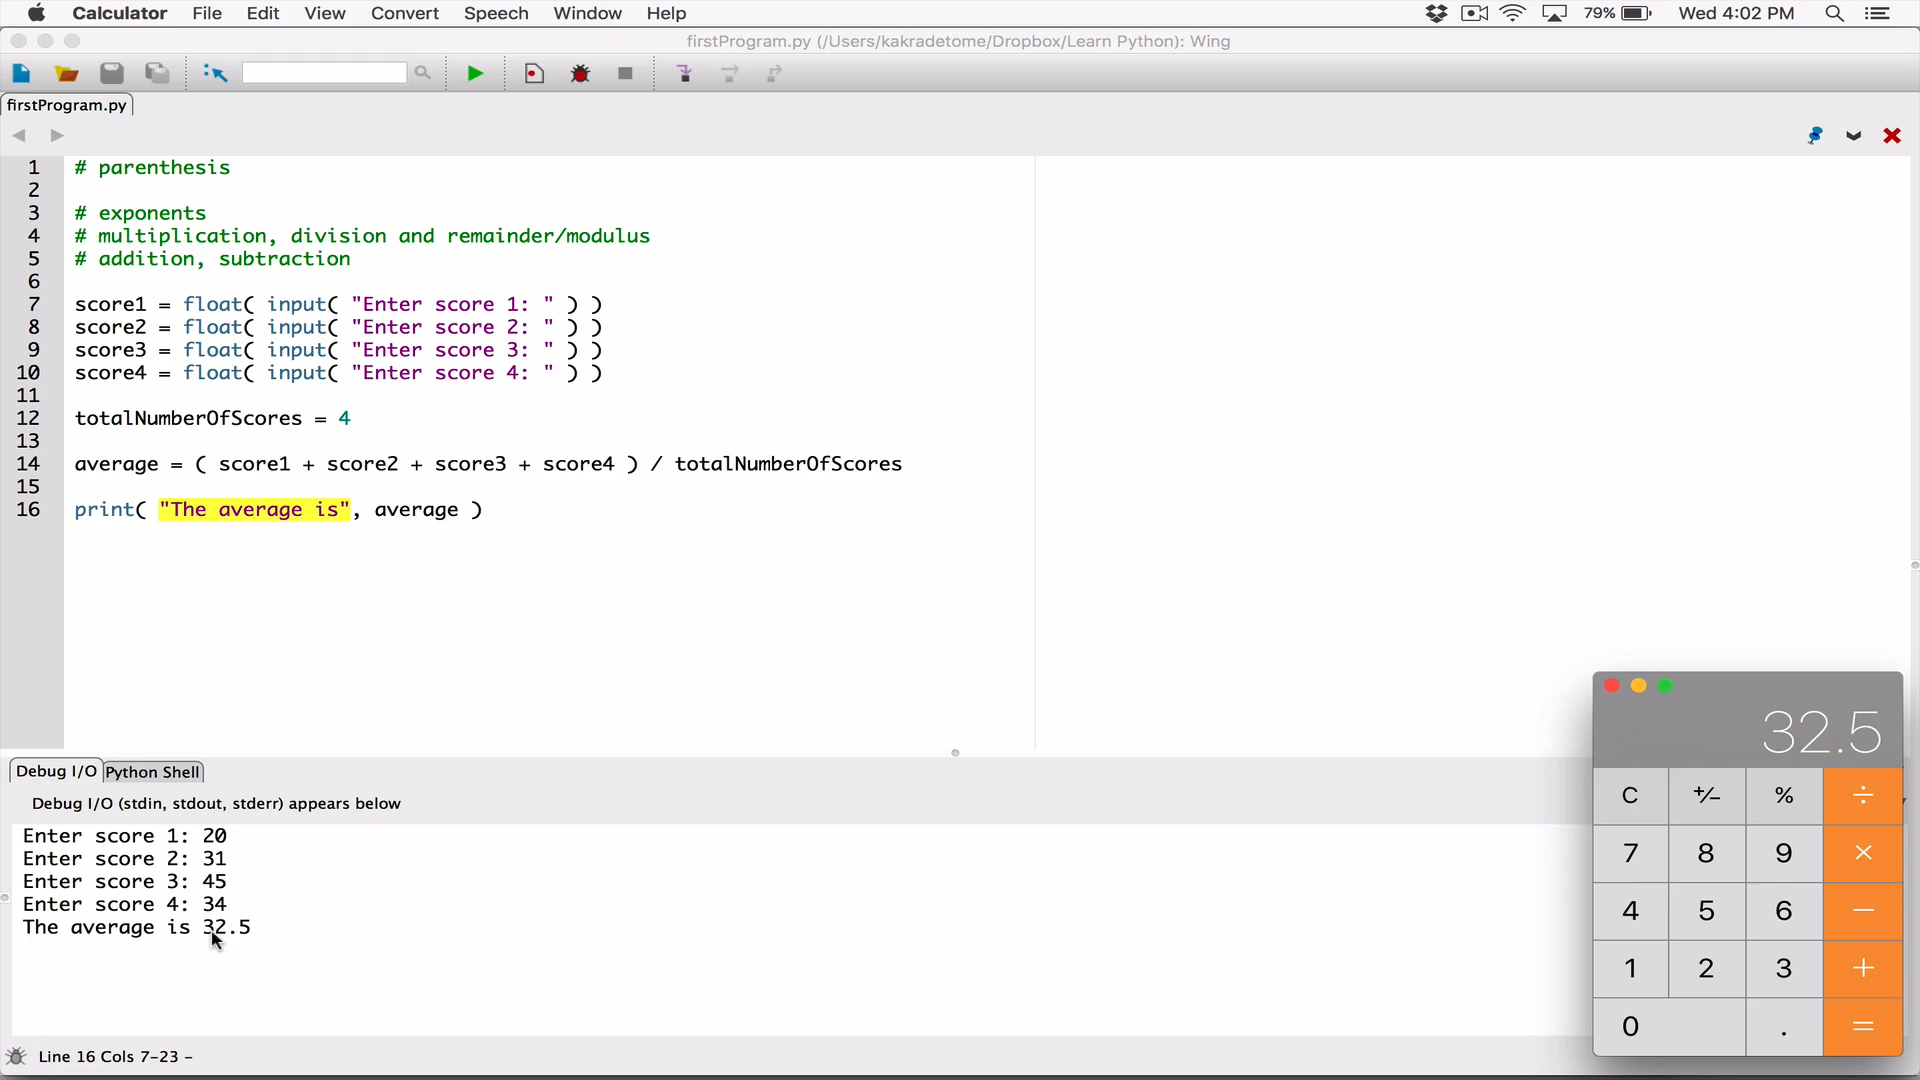 Calculator File Edit View Convert Speech Window Help 79% Wed 4:02 PM
firstProgram.py (/Users/kakradetome/Dropbox/Learn Python): Wing
firstProgram.py
1 # parenthesis
2
3 # exponents
4 # multiplication, division and remainder/modulus
5 # addition, subtraction
6
7 score1 = float( input( "Enter score 1: " ) )
8 score2 = float( input( "Enter score 2: " ) )
9 score3 = float( input( "Enter score 3: " ) )
10 score4 = float( input( "Enter score 4: " ) )
11
12 totalNumberOfScores = 4
13
14 average = ( score1 + score2 + score3 + score4 ) / totalNumberOfScores
15
16 print( "The average is", average )
Debug I/O Python Shell
Debug I/O (stdin, stdout, stderr) appears below
Enter score 1: 20
Enter score 2: 31
Enter score 3: 45
Enter score 4: 34
The average is 32.5
Line 16 Cols 7-23 -
32.5
C +/- % ÷
7 8 9 ×
4 5 6 −
1 2 3 +
0 . =